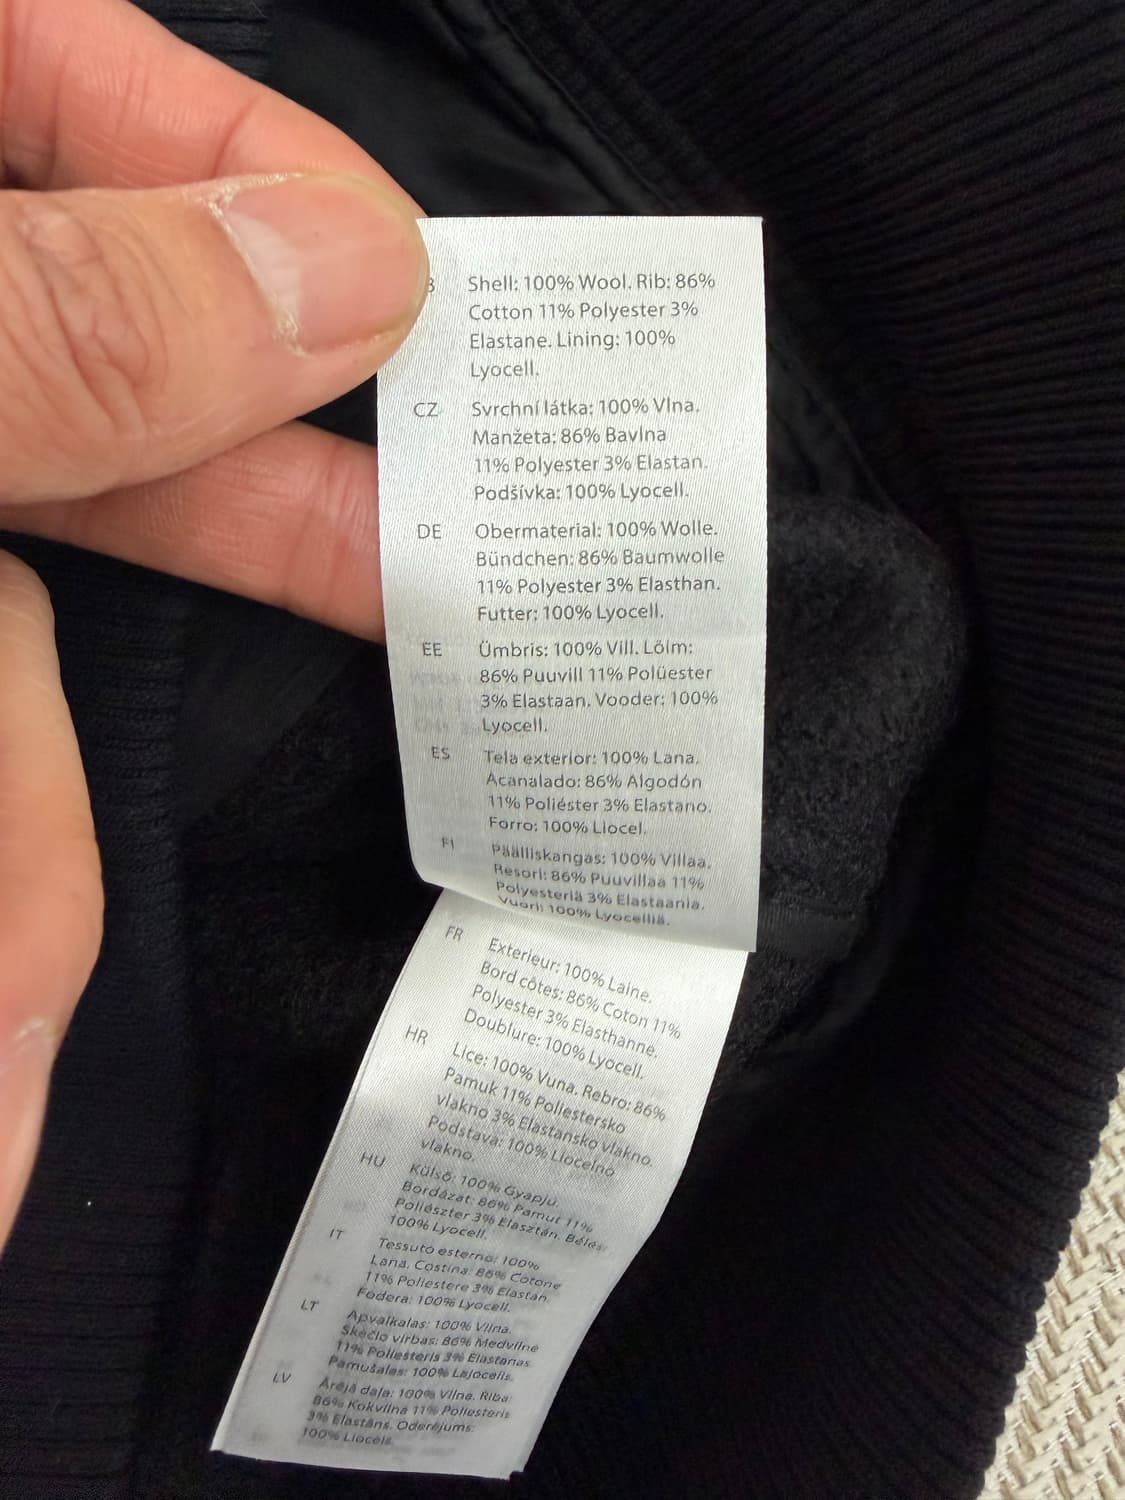 Shell: 100% Wool. Rib: 86%
Cotton 11% Polyester 3%
Elastane. Lining: 100%
Lyocell.
CZ Svrchní látka: 100% Vlna.
Manžeta: 86% Bavlna
11% Polyester 3% Elastan.
Podšívka: 100% Lyocell.
DE Obermaterial: 100% Wolle.
Bündchen: 86% Baumwolle
11% Polyester 3% Elasthan.
Futter: 100% Lyocell.
EE Ümbris: 100% Vill. Lõim:
86% Puuvill 11% Polüester
3% Elastaan. Vooder: 100%
Lyocell.
ES Tela exterior: 100% Lana.
Acanalado: 86% Algodón
11% Poliéster 3% Elastano.
Forro: 100% Liocel.
FI Päälliskangas: 100% Villaa.
Resori: 86% Puuvillaa 11%
Polyesteriä 3% Elastaania.
Vuori: 100% Lyocelliä.
FR Exterieur: 100% Laine.
Bord côtes: 86% Coton 11%
Polyester 3% Elasthanne.
Doublure: 100% Lyocell.
HR Lice: 100% Vuna. Rebro: 86%
Pamuk 11% Poliestersko
vlakno 3% Elastansko vlakno.
Podstava: 100% Liocelno
vlakno.
HU Külső: 100% Gyapjú.
Bordázat: 86% Pamut 11%
Poliészter 3% Elasztán. Bélés:
100% Lyocell.
IT Tessuto esterno: 100%
Lana. Costina: 86% Cotone
11% Poliestere 3% Elastan.
Fodera: 100% Lyocell.
LT Apvalkalas: 100% Vilna.
Skečio virbas: 86% Medvilnė
11% Poliesteris 3% Elastanas.
Pamušalas: 100% Lajocelis.
LV Ārējā daļa: 100% Vilna. Riba:
86% Kokvilna 11% Poliesteris
3% Elastāns. Oderējums:
100% Liocels.